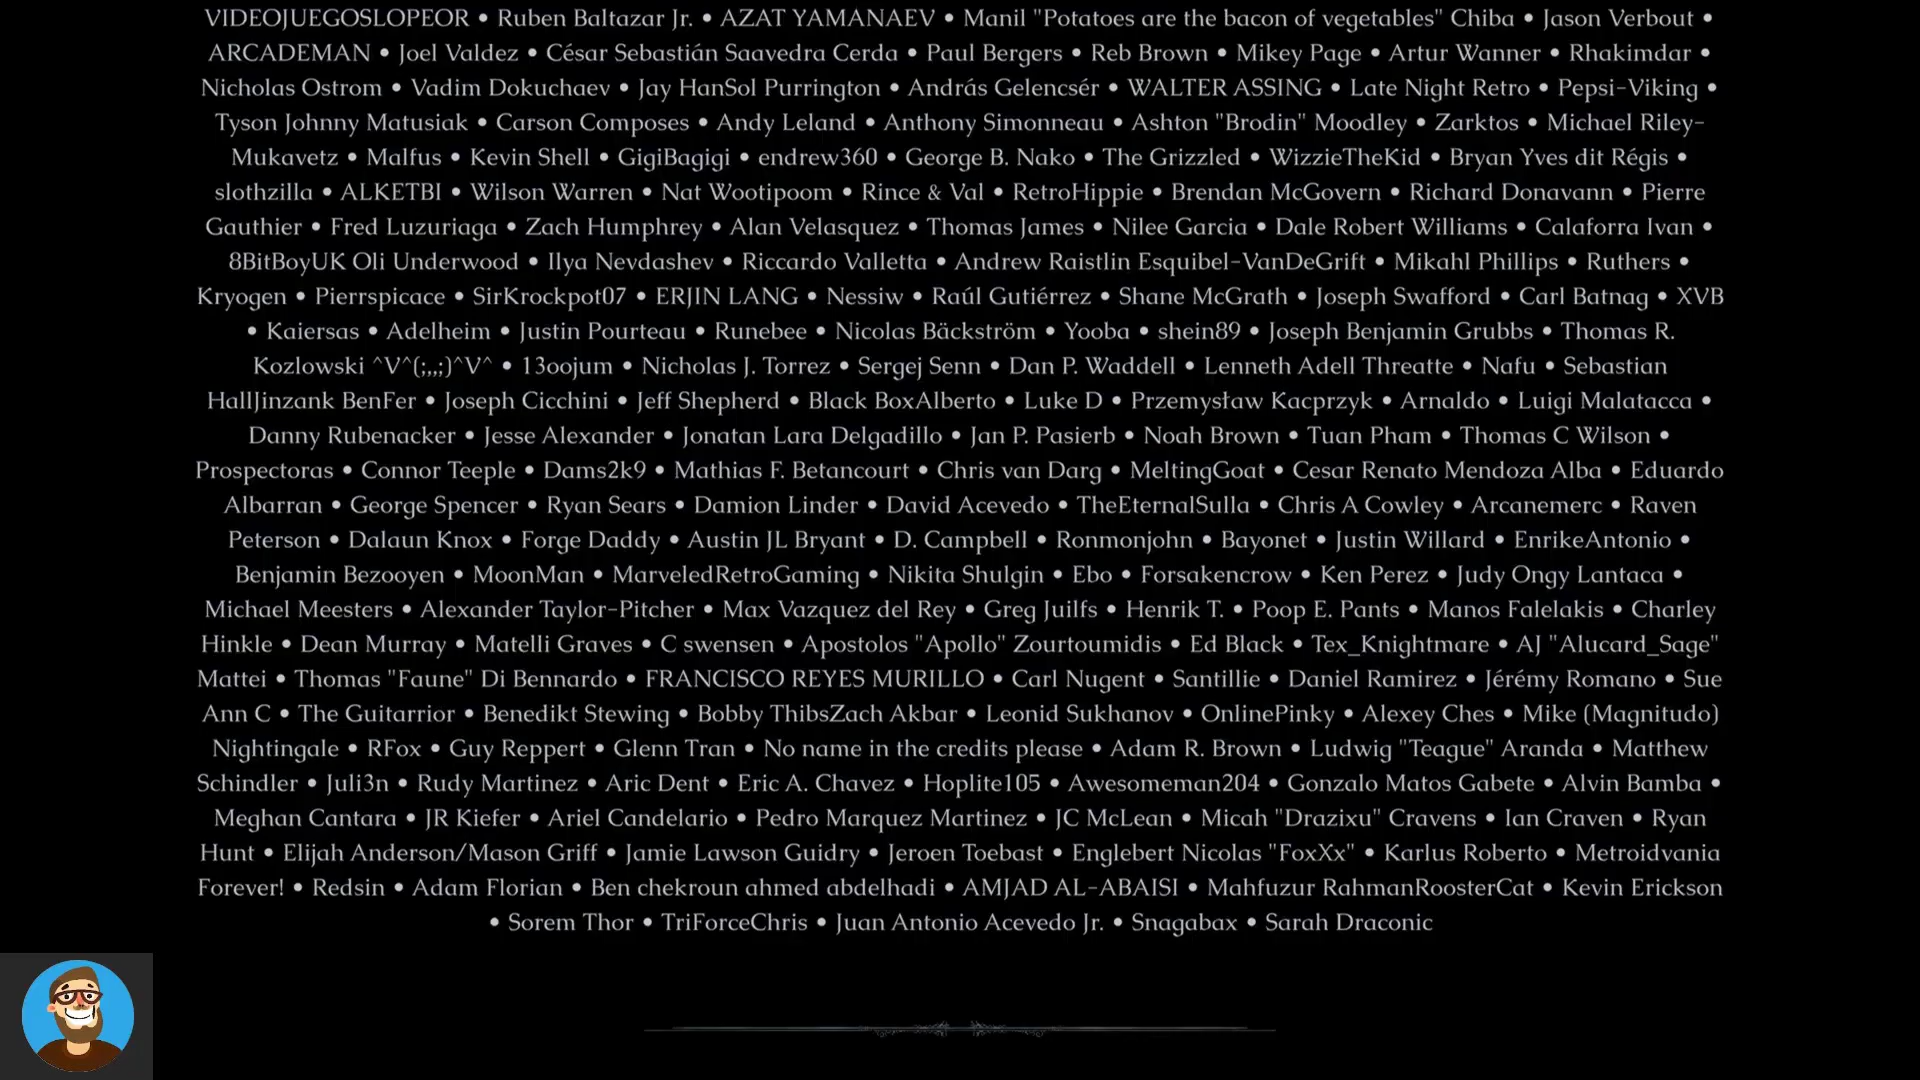 VIDEOJUEGOSLOPEOR • Ruben Baltazar Jr. • AZAT YAMANAEV • Manil "Potatoes are the bacon of vegetables" Chiba • Jason Verbout •
ARCADEMAN • Joel Valdez • César Sebastián Saavedra Cerda • Paul Bergers • Reb Brown • Mikey Page • Artur Wanner • Rhakimdar •
Nicholas Ostrom • Vadim Dokuchaev • Jay HanSol Purrington • András Gelencsér • WALTER ASSING • Late Night Retro • Pepsi-Viking •
Tyson Johnny Matusiak • Carson Composes • Andy Leland • Anthony Simonneau • Ashton "Brodin" Moodley • Zarktos • Michael Riley-
Mukavetz • Malfus • Kevin Shell • GigiBagigi • endrew360 • George B. Nako • The Grizzled • WizzieTheKid • Bryan Yves dit Régis •
slothzilla • ALKETBI • Wilson Warren • Nat Wootipoom • Rince & Val • RetroHippie • Brendan McGovern • Richard Donavann • Pierre
Gauthier • Fred Luzuriaga • Zach Humphrey • Alan Velasquez • Thomas James • Nilee Garcia • Dale Robert Williams • Calaforra Ivan •
8BitBoyUK Oli Underwood • Ilya Nevdashev • Riccardo Valletta • Andrew Raistlin Esquibel-VanDeGrift • Mikahl Phillips • Ruthers •
Kryogen • Pierrspicace • SirKrockpot07 • ERJIN LANG • Nessiw • Raúl Gutiérrez • Shane McGrath • Joseph Swafford • Carl Batnag • XVB
• Kaiersas • Adelheim • Justin Pourteau • Runebee • Nicolas Bäckström • Yooba • shein89 • Joseph Benjamin Grubbs • Thomas R.
Kozlowski ^V^(;,,;)^V^ • 13oojum • Nicholas J. Torrez • Sergej Senn • Dan P. Waddell • Lenneth Adell Threatte • Nafu • Sebastian
HallJinzank BenFer • Joseph Cicchini • Jeff Shepherd • Black BoxAlberto • Luke D • Przemysław Kacprzyk • Arnaldo • Luigi Malatacca •
Danny Rubenacker • Jesse Alexander • Jonatan Lara Delgadillo • Jan P. Pasierb • Noah Brown • Tuan Pham • Thomas C Wilson •
Prospectoras • Connor Teeple • Dams2k9 • Mathias F. Betancourt • Chris van Darg • MeltingGoat • Cesar Renato Mendoza Alba • Eduardo
Albarran • George Spencer • Ryan Sears • Damion Linder • David Acevedo • TheEternalSulla • Chris A Cowley • Arcanemerc • Raven
Peterson • Dalaun Knox • Forge Daddy • Austin JL Bryant • D. Campbell • Ronmonjohn • Bayonet • Justin Willard • EnrikeAntonio •
Benjamin Bezooyen • MoonMan • MarveledRetroGaming • Nikita Shulgin • Ebo • Forsakencrow • Ken Perez • Judy Ongy Lantaca •
Michael Meesters • Alexander Taylor-Pitcher • Max Vazquez del Rey • Greg Juilfs • Henrik T. • Poop E. Pants • Manos Falelakis • Charley
Hinkle • Dean Murray • Matelli Graves • C swensen • Apostolos "Apollo" Zourtoumidis • Ed Black • Tex_Knightmare • AJ "Alucard_Sage"
Mattei • Thomas "Faune" Di Bennardo • FRANCISCO REYES MURILLO • Carl Nugent • Santillie • Daniel Ramirez • Jérémy Romano • Sue
Ann C • The Guitarrior • Benedikt Stewing • Bobby ThibsZach Akbar • Leonid Sukhanov • OnlinePinky • Alexey Ches • Mike (Magnitudo)
Nightingale • RFox • Guy Reppert • Glenn Tran • No name in the credits please • Adam R. Brown • Ludwig "Teague" Aranda • Matthew
Schindler • Juli3n • Rudy Martinez • Aric Dent • Eric A. Chavez • Hoplite105 • Awesomeman204 • Gonzalo Matos Gabete • Alvin Bamba •
Meghan Cantara • JR Kiefer • Ariel Candelario • Pedro Marquez Martinez • JC McLean • Micah "Drazixu" Cravens • Ian Craven • Ryan
Hunt • Elijah Anderson/Mason Griff • Jamie Lawson Guidry • Jeroen Toebast • Englebert Nicolas "FoxXx" • Karlus Roberto • Metroidvania
Forever! • Redsin • Adam Florian • Ben chekroun ahmed abdelhadi • AMJAD AL-ABAISI • Mahfuzur RahmanRoosterCat • Kevin Erickson
• Sorem Thor • TriForceChris • Juan Antonio Acevedo Jr. • Snagabax • Sarah Draconic